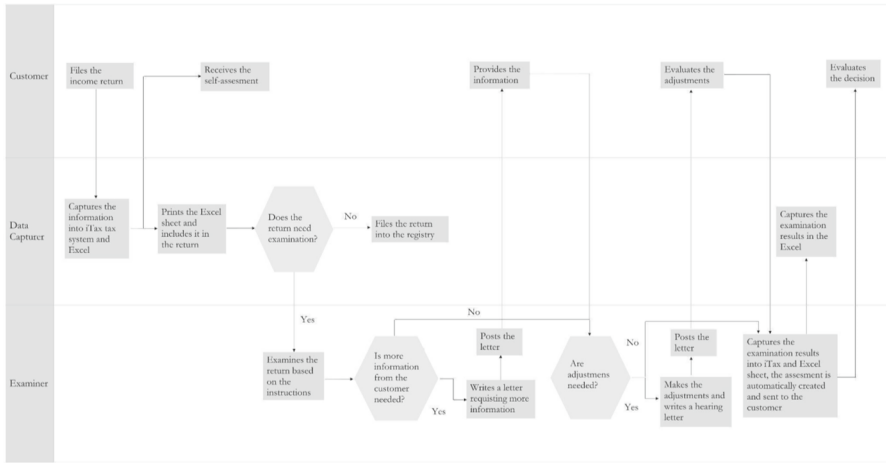 Customer
Files the
income return
Receives the
self-assesment
Provides the
information
Evaluates the
adjustments
Evaluates
the decision
Data
Capturer
Captures the
information
into iTax tax
system and
Excel
Prints the Excel
sheet and
includes it in
the return
Does the
return need
examination?
No
Files the return
into the registry
Captures the
examination
results in the
Excel
Yes
Examiner
Examines the
return based
on the
instructions
Is more
information
from the
customer
needed?
No
Yes
Posts the
letter
Writes a letter
requisting more
information
Are
adjustmens
needed?
No
Yes
Posts the
letter
Makes the
adjustments and
writes a hearing
letter
Captures the
examination results
into iTax and Excel
sheet, the assesment is
automatically created
and sent to the
customer